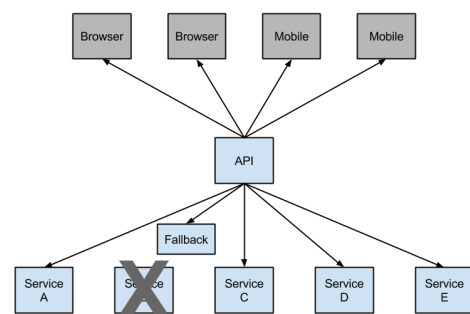 Browser
Browser
Mobile
Mobile
API
Fallback
Service
A
Service
C
Service
D
Service
E